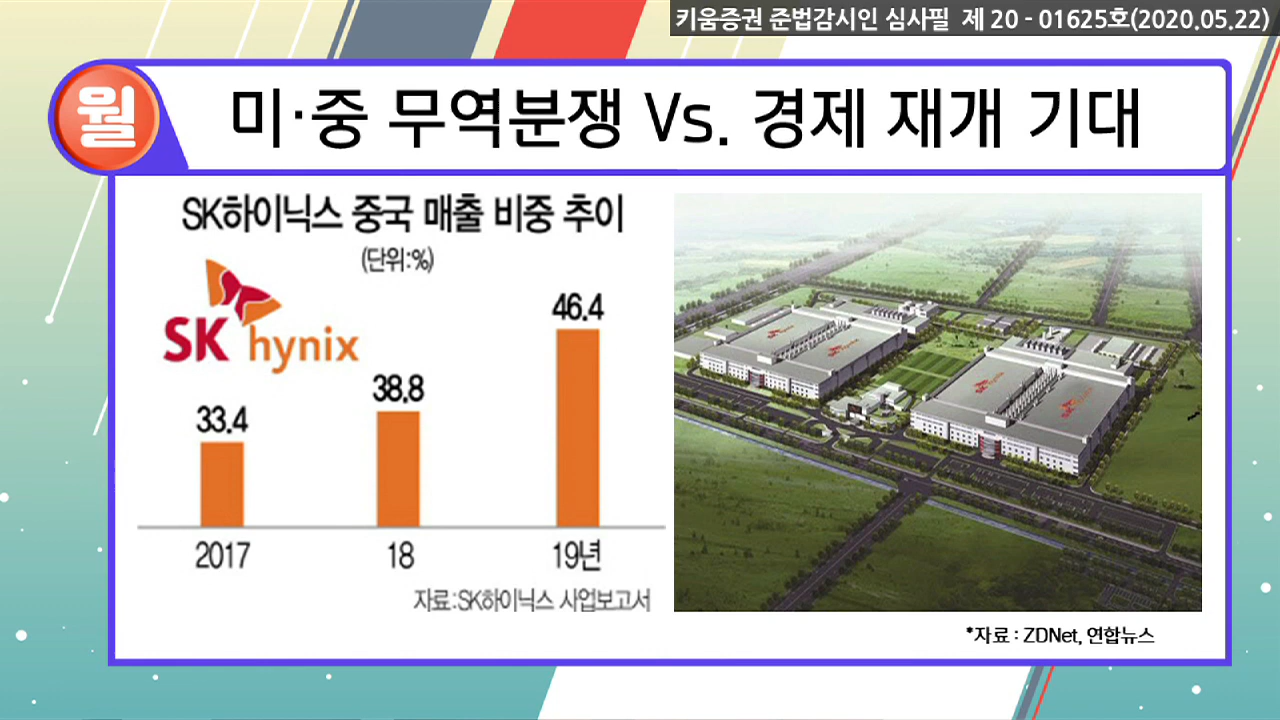 키움증권 준법감시인 심사필 제 20 - 01625호(2020.05.22)
월
미·중 무역분쟁 Vs. 경제 재개 기대
SK하이닉스 중국 매출 비중 추이
(단위:%)
SK hynix
33.4
38.8
46.4
2017
18
19년
자료:SK하이닉스 사업보고서
SK hynix
SK hynix
*자료 : ZDNet, 연합뉴스